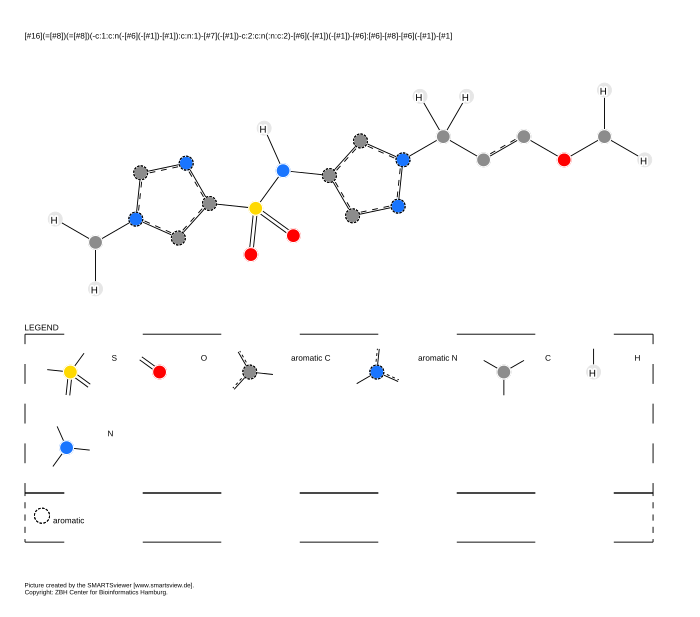 [#16](=[#8])(=[#8])(-c:1:c:n(-[#6](-[#1])-[#1]):c:n:1)-[#7](-[#1])-c:2:c:n(:n:c:2)-[#6](-[#1])(-[#1])-[#6]:[#6]-[#8]-[#6](-[#1])-[#1]
H
H H
H
H
H
H
LEGEND
S O aromatic C aromatic N C H H
N
aromatic
Picture created by the SMARTSviewer [www.smartsview.de].
Copyright: ZBH Center for Bioinformatics Hamburg.